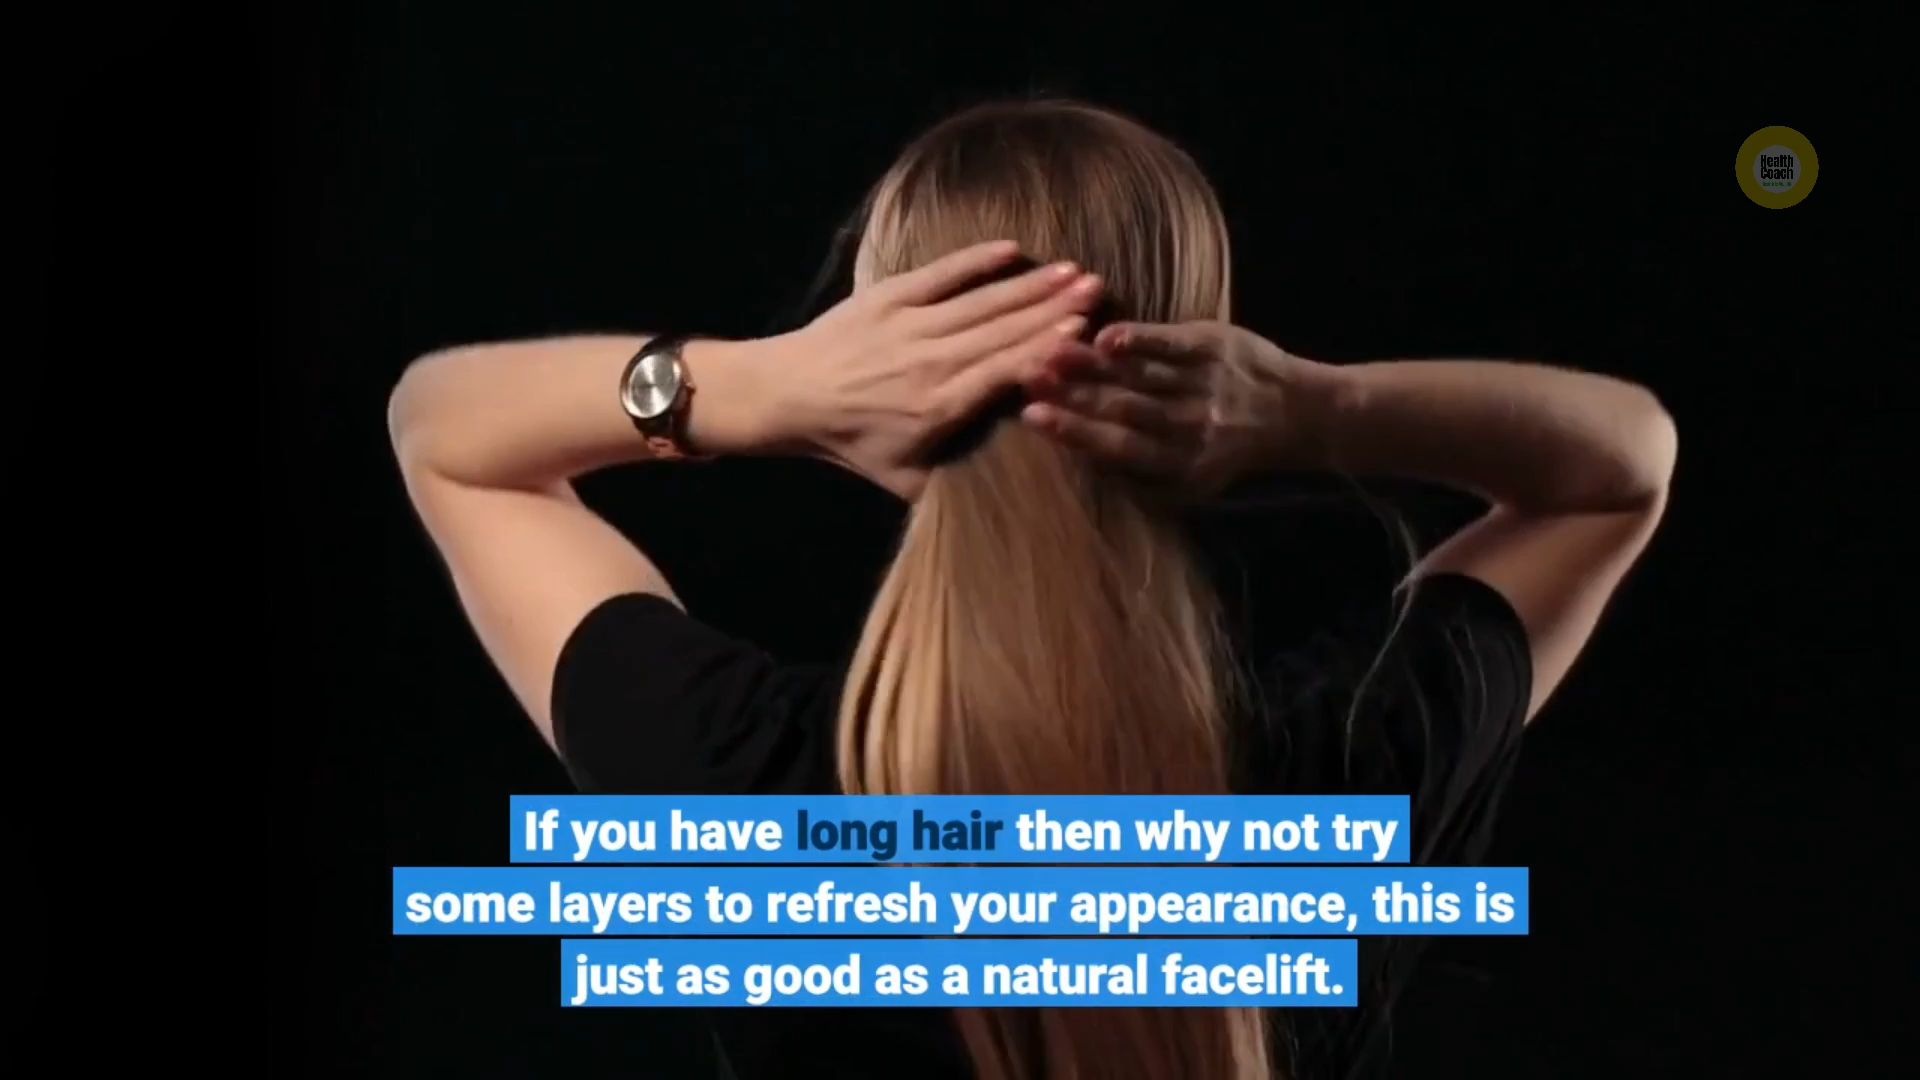 Health
Coach
If you have long hair then why not try
some layers to refresh your appearance, this is
just as good as a natural facelift.